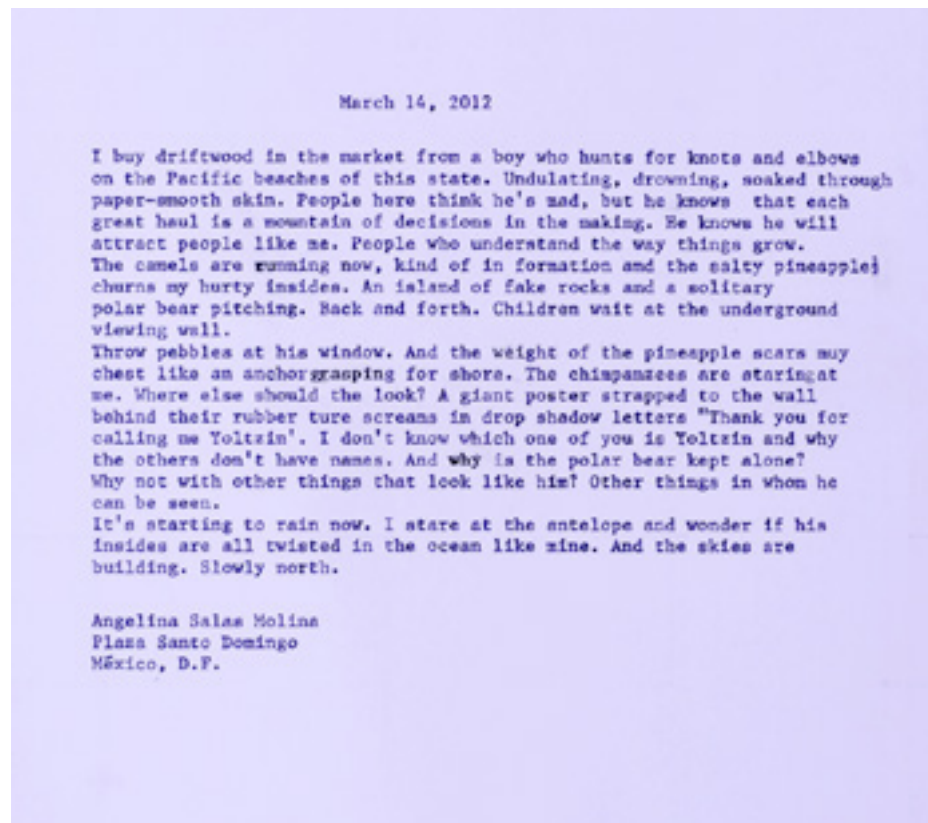 March 14, 2012
I buy driftwood in the market from a boy who hunts for knots and elbows
on the Pacific beaches of this state. Undulating, drowning, soaked through
paper-smooth skin. People here think he's mad, but he knows  that each
great haul is a mountain of decisions in the making. He knows he will
attract people like me. People who understand the way things grow.
The camels are running now, kind of in formation and the salty pineapple
churns my hurty insides. An island of fake rocks and a solitary
polar bear pitching. Back and forth. Children wait at the underground
viewing wall.
Throw pebbles at his window. And the weight of the pineapple scars muy
chest like an anchorgrasping for shore. The chimpanzees are staringat
me. Where else should the look? A giant poster strapped to the wall
behind their rubber ture screams in drop shadow letters "Thank you for
calling me Yoltzin'. I don't know which one of you is Yoltzin and why
the others don't have names. And why is the polar bear kept alone?
Why not with other things that look like him? Other things in whom he
can be seen.
It's starting to rain now. I stare at the antelope and wonder if his
insides are all twisted in the ocean like mine. And the skies are
building. Slowly north.
Angelina Salas Molina
Plaza Santo Domingo
México, D.F.